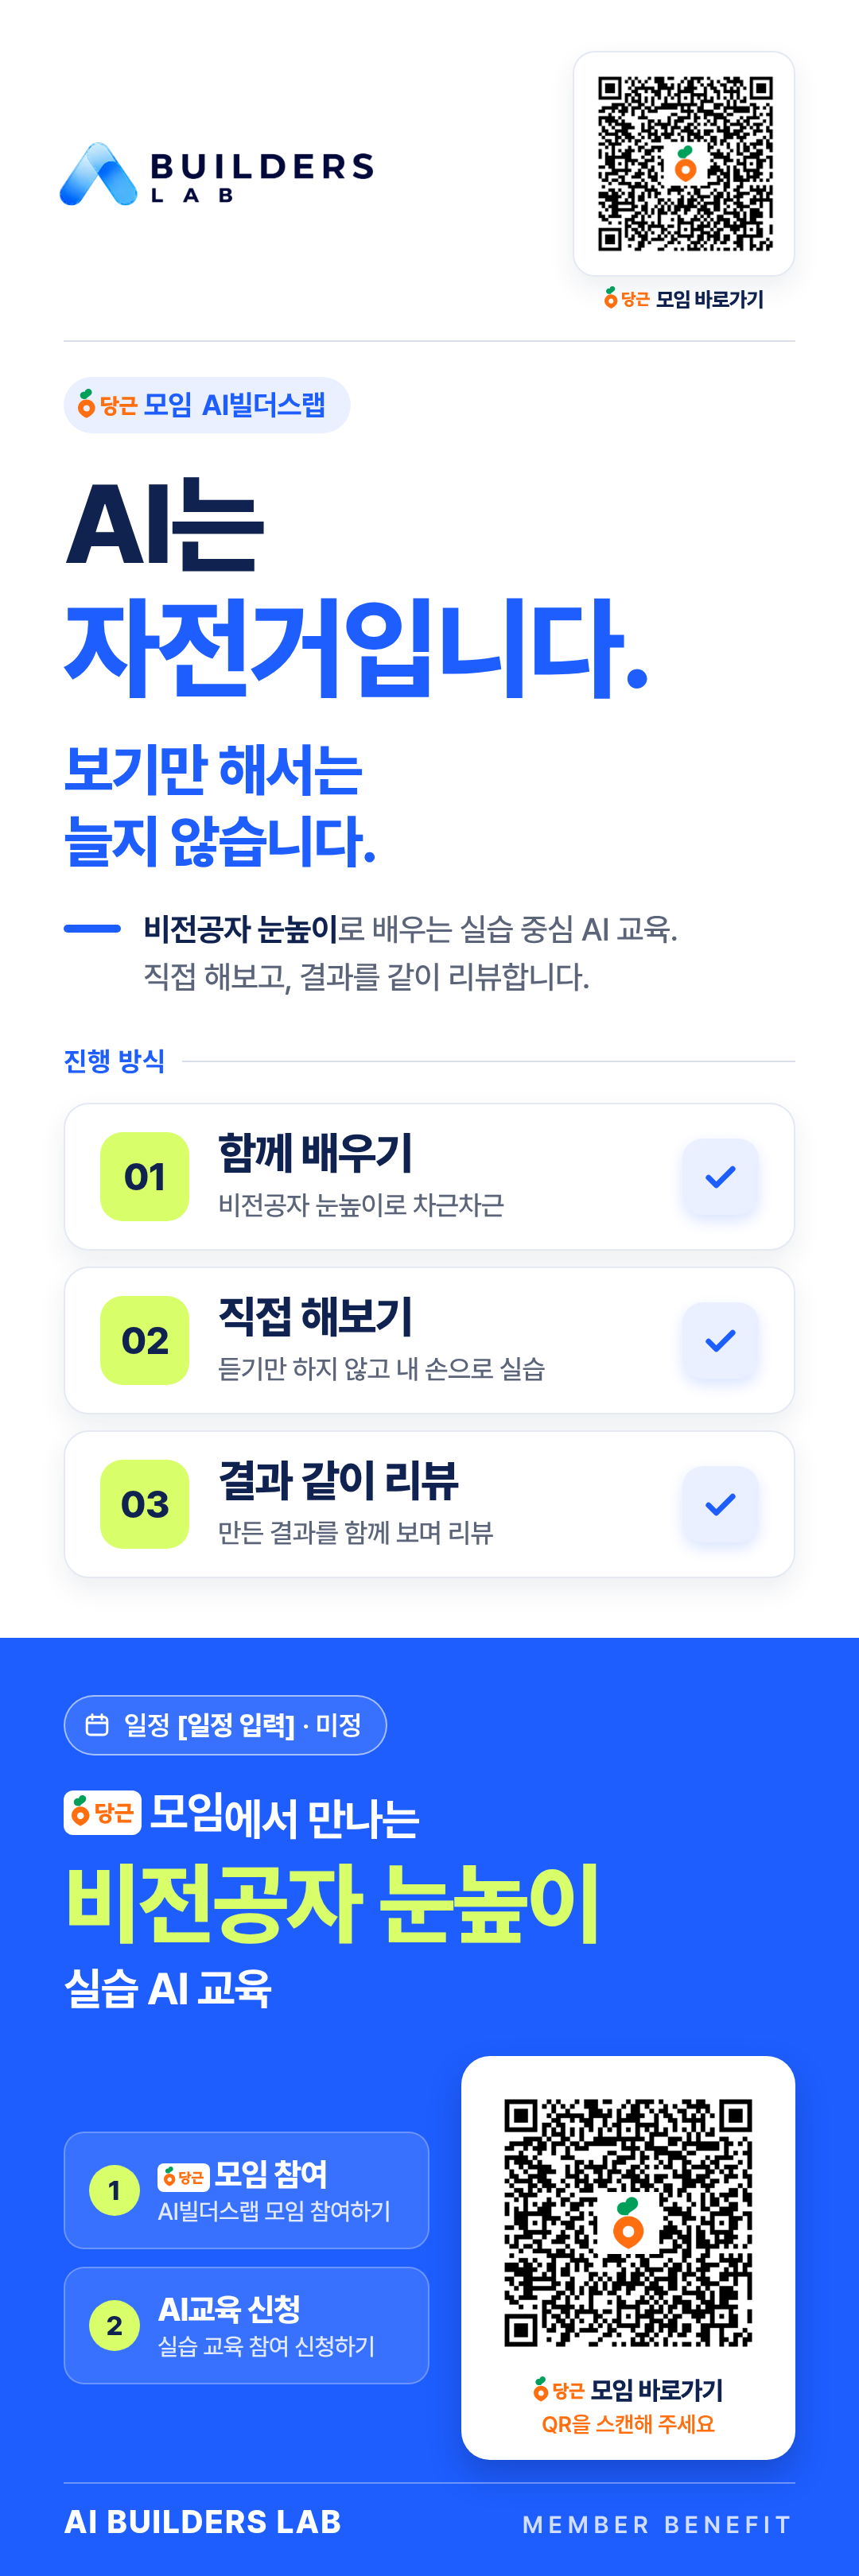 BUILDERS
LAB
당근 모임 바로가기
당근 모임 AI빌더스랩
AI는
자전거입니다.
보기만 해서는
늘지 않습니다.
비전공자 눈높이로 배우는 실습 중심 AI 교육.
직접 해보고, 결과를 같이 리뷰합니다.
진행 방식
01
함께 배우기
비전공자 눈높이로 차근차근
02
직접 해보기
듣기만 하지 않고 내 손으로 실습
03
결과 같이 리뷰
만든 결과를 함께 보며 리뷰
일정 [일정 입력] · 미정
당근 모임에서 만나는
비전공자 눈높이
실습 AI 교육
1
당근 모임 참여
AI빌더스랩 모임 참여하기
2
AI교육 신청
실습 교육 참여 신청하기
당근 모임 바로가기
QR을 스캔해 주세요
AI BUILDERS LAB
MEMBER BENEFIT